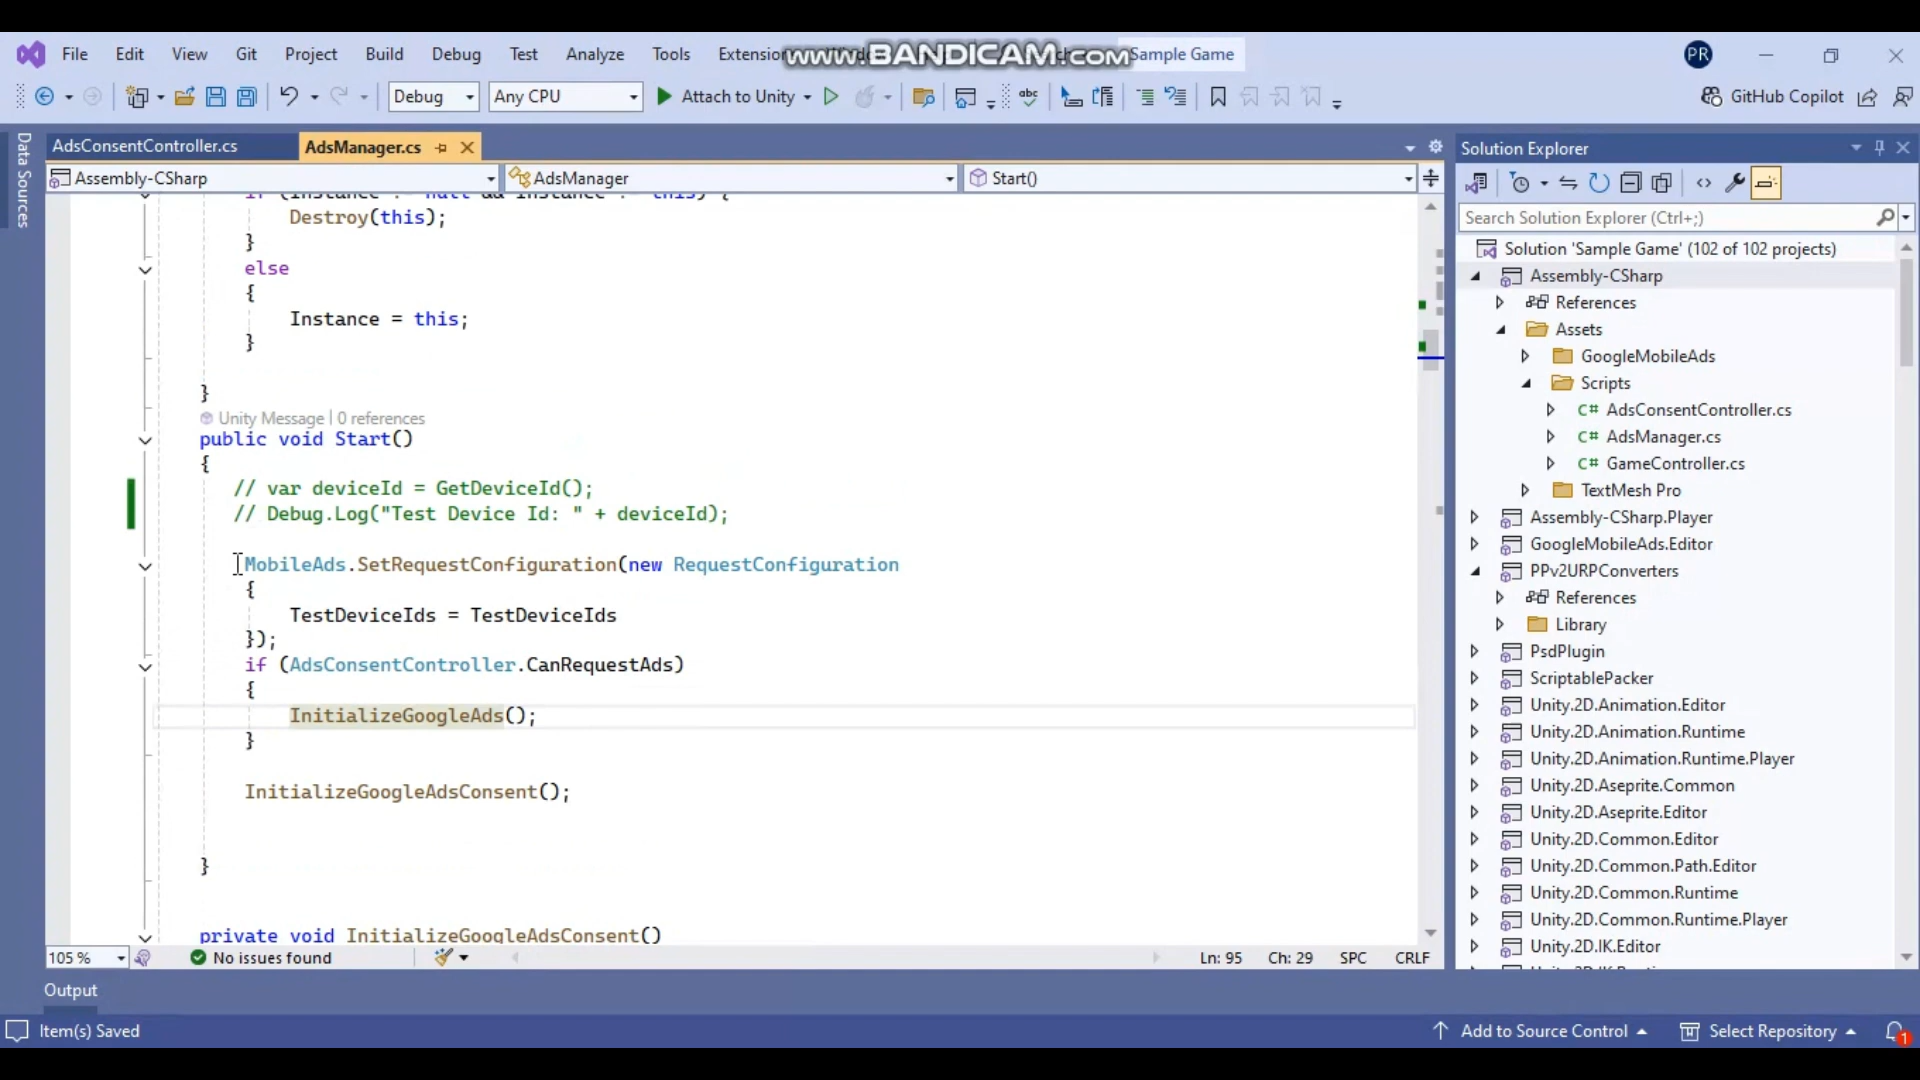 File Edit View Git Project Build Debug Test Analyze Tools Extension www.BANDICAM.com Sample Game PR
Debug Any CPU Attach to Unity GitHub Copilot
Data Sources
AdsConsentController.cs AdsManager.cs
Assembly-CSharp AdsManager Start()
Destroy(this);
}
else
{
Instance = this;
}
}
Unity Message | 0 references
public void Start()
{
// var deviceId = GetDeviceId();
// Debug.Log("Test Device Id: " + deviceId);
MobileAds.SetRequestConfiguration(new RequestConfiguration
{
TestDeviceIds = TestDeviceIds
});
if (AdsConsentController.CanRequestAds)
{
InitializeGoogleAds();
}
InitializeGoogleAdsConsent();
}
private void InitializeGoogleAdsConsent()
105 % No issues found Ln: 95 Ch: 29 SPC CRLF
Output
Item(s) Saved Add to Source Control Select Repository 1
Solution Explorer
Search Solution Explorer (Ctrl+;)
Solution 'Sample Game' (102 of 102 projects)
Assembly-CSharp
References
Assets
GoogleMobileAds
Scripts
C# AdsConsentController.cs
C# AdsManager.cs
C# GameController.cs
TextMesh Pro
Assembly-CSharp.Player
GoogleMobileAds.Editor
PPv2URPConverters
References
Library
PsdPlugin
ScriptablePacker
Unity.2D.Animation.Editor
Unity.2D.Animation.Runtime
Unity.2D.Animation.Runtime.Player
Unity.2D.Aseprite.Common
Unity.2D.Aseprite.Editor
Unity.2D.Common.Editor
Unity.2D.Common.Path.Editor
Unity.2D.Common.Runtime
Unity.2D.Common.Runtime.Player
Unity.2D.IK.Editor